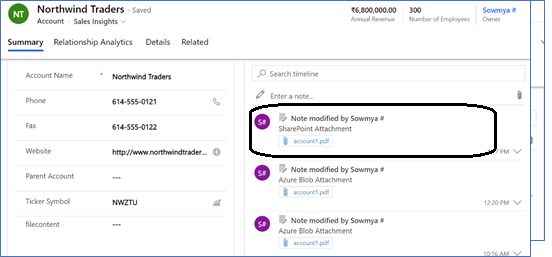 NT
Northwind Traders - Saved
Account · Sales Insights
₹6,800,000.00
Annual Revenue
300
Number of Employees
Sowmya #
Owner
Summary Relationship Analytics Details Related
Account Name * Northwind Traders
Phone 614-555-0121
Fax 614-555-0122
Website http://www.northwindtrader...
Parent Account ---
Ticker Symbol NWZTU
filecontent ---
Search timeline
Enter a note...
S#
Note modified by Sowmya #
SharePoint Attachment
account1.pdf
PM
S#
Note modified by Sowmya #
Azure Blob Attachment
account1.pdf
12:20 PM
S#
Note modified by Sowmya #
Azure Blob Attachment
account1.pdf
10:16 AM